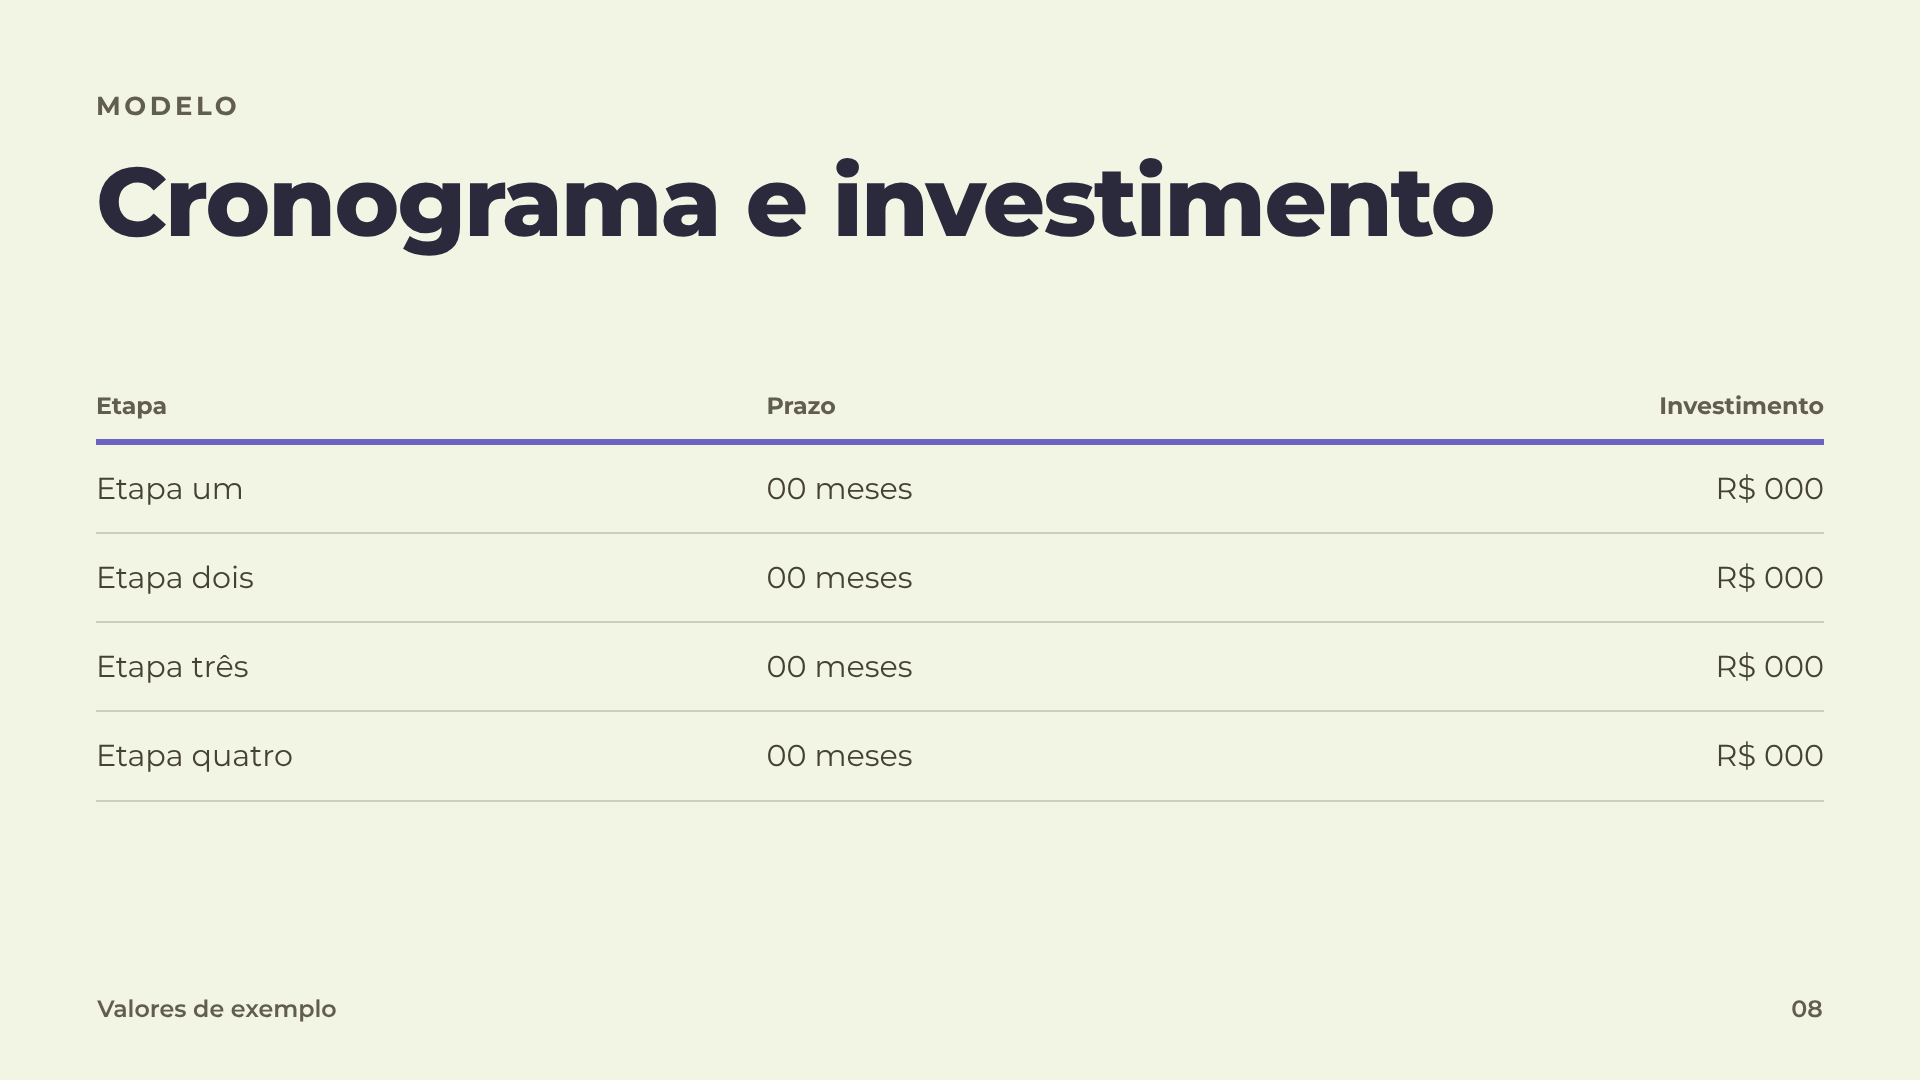 MODELO
Cronograma e investimento
Etapa Prazo Investimento
Etapa um 00 meses R$ 000
Etapa dois 00 meses R$ 000
Etapa três 00 meses R$ 000
Etapa quatro 00 meses R$ 000
Valores de exemplo 08